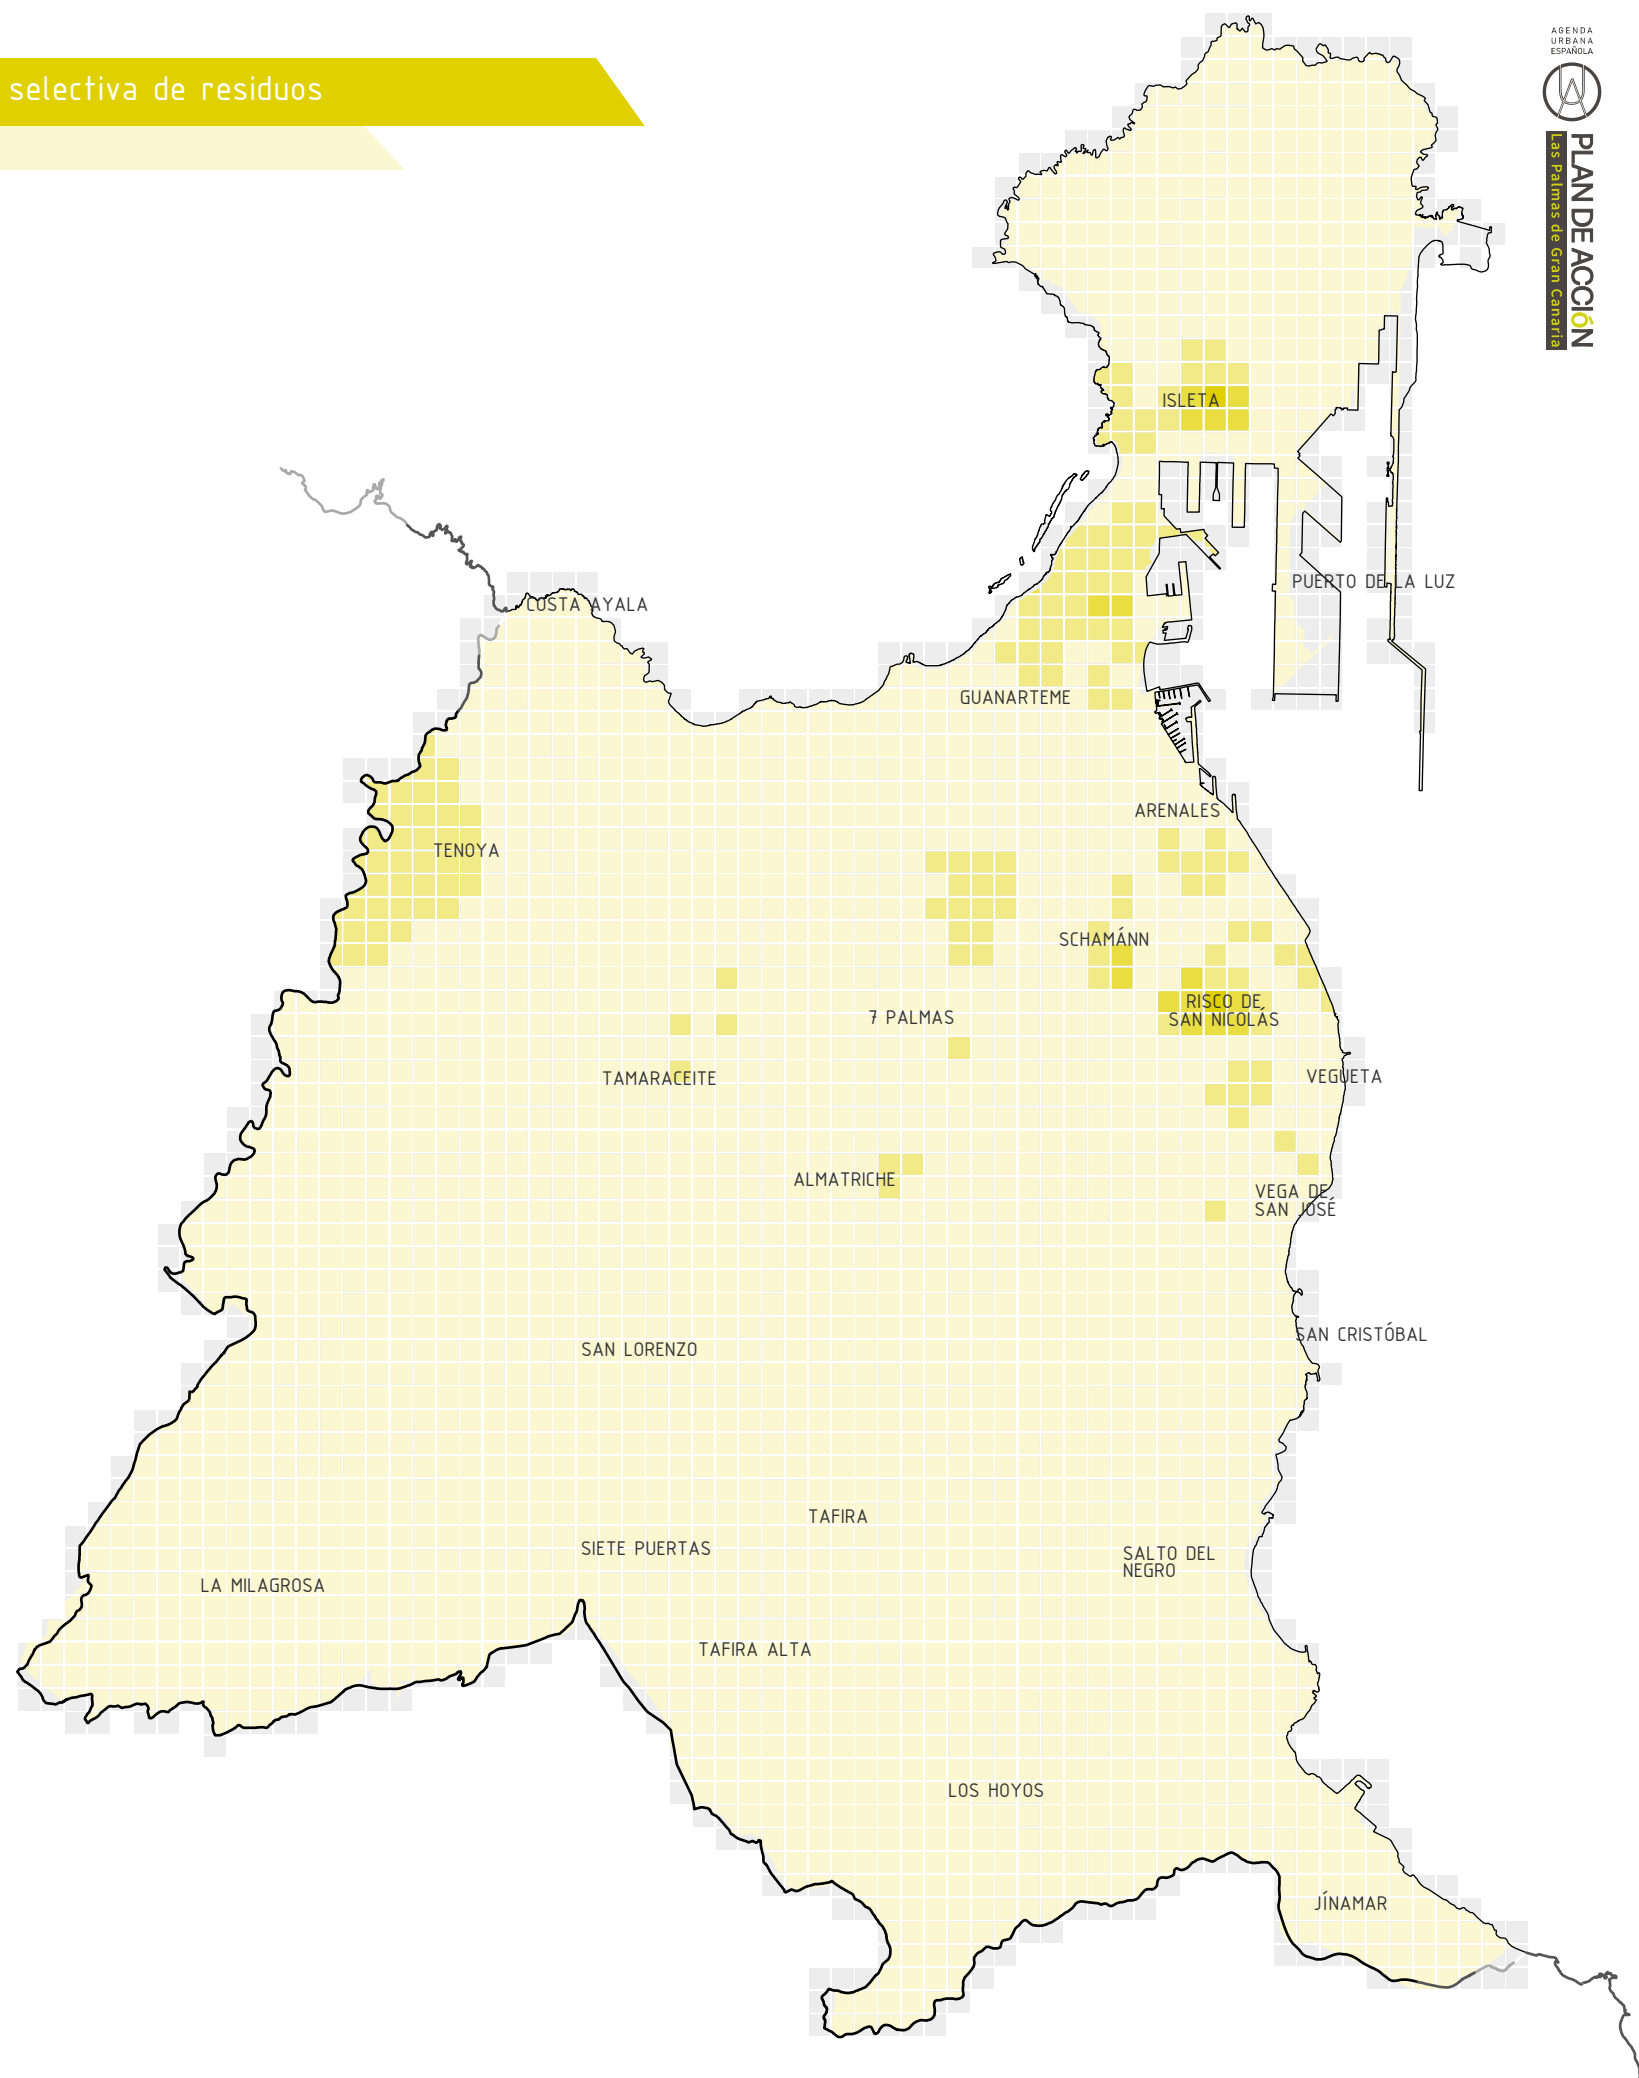 AGENDA
URBANA
ESPAÑOLA
selectiva de residuos
PLAN DE ACCIÓN
Las Palmas de Gran Canaria
ISLETA
PUERTO DE LA LUZ
COSTA AYALA
GUANARTEME
ARENALES
TENOYA
SCHAMÁNN
RISCO DE
SAN NICOLÁS
7 PALMAS
TAMARACEITE
VEGUETA
ALMATRICHE
VEGA DE
SAN JOSÉ
SAN CRISTÓBAL
SAN LORENZO
TAFIRA
SIETE PUERTAS
SALTO DEL
NEGRO
LA MILAGROSA
TAFIRA ALTA
LOS HOYOS
JÍNAMAR